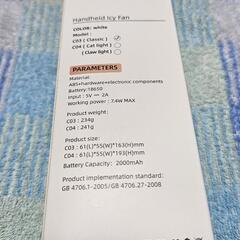 Handheld Icy Fan
COLOR: white
Model :
C03 ( Classic )
C04 ( Cat light )
( Claw light )
PARAMETERS
Material:
ABS+hardware+electronic components
Battery:18650
Input : 5V ⎓ 2A
Working power : 7.4W MAX
Product weight:
C03 : 234g
C04 : 241g
Product size:
C03 : 61(L)*55(W)*163(H)mm
C04 : 61(L)*55(W)*193(H)mm
Battery Capacity: 2000mAh
Product implementation standard:
GB 4706.1-2005/GB 4706.27-2008